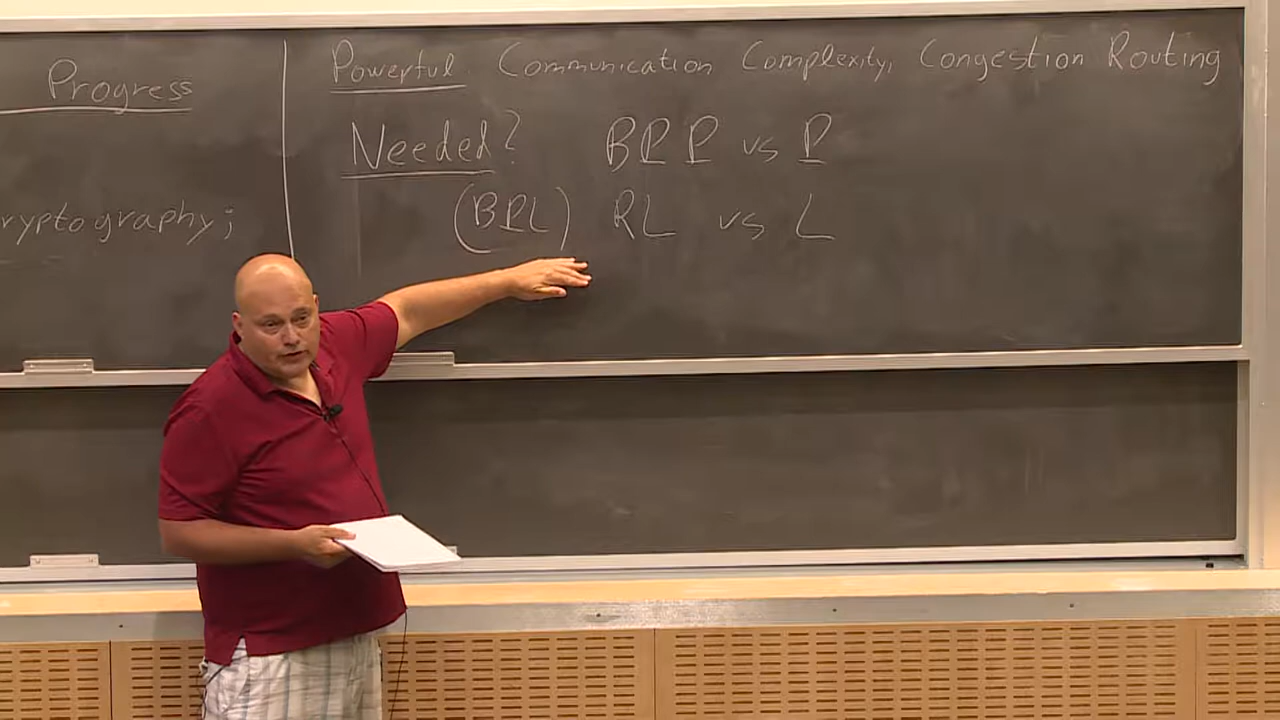 Progress
ryptography;
Powerful Communication Complexity, Congestion Routing
Needed? BPP vs P
(BPL) RL vs L